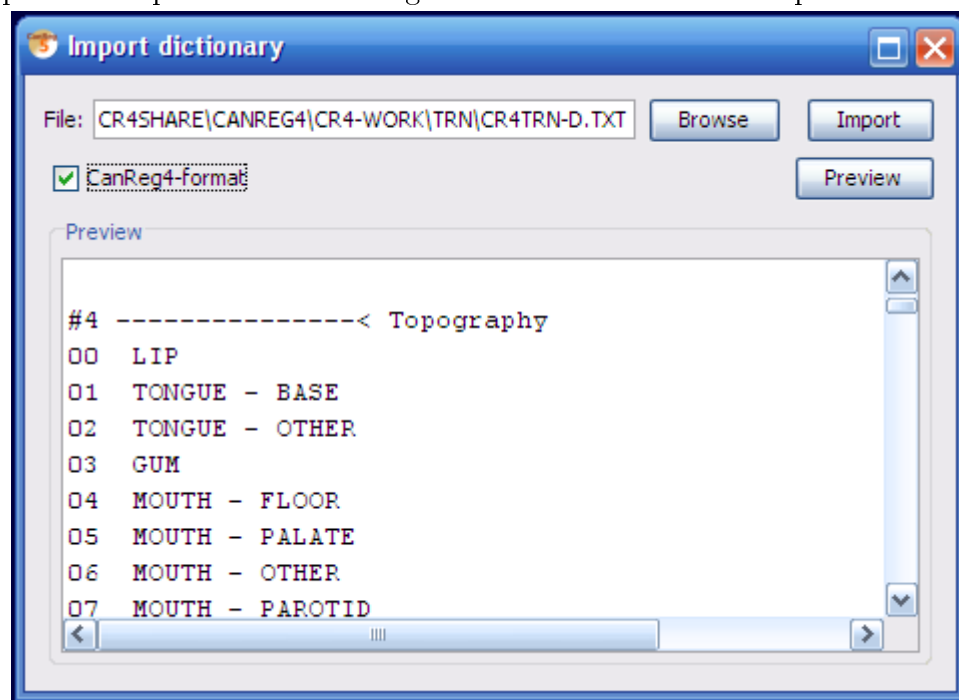 Import dictionary
File: CR4SHARE\CANREG4\CR4-WORK\TRN\CR4TRN-D.TXT Browse Import
CanReg4-format Preview
Preview
#4 ---------------< Topography
00 LIP
01 TONGUE - BASE
02 TONGUE - OTHER
03 GUM
04 MOUTH - FLOOR
05 MOUTH - PALATE
06 MOUTH - OTHER
07 MOUTH - PAROTID